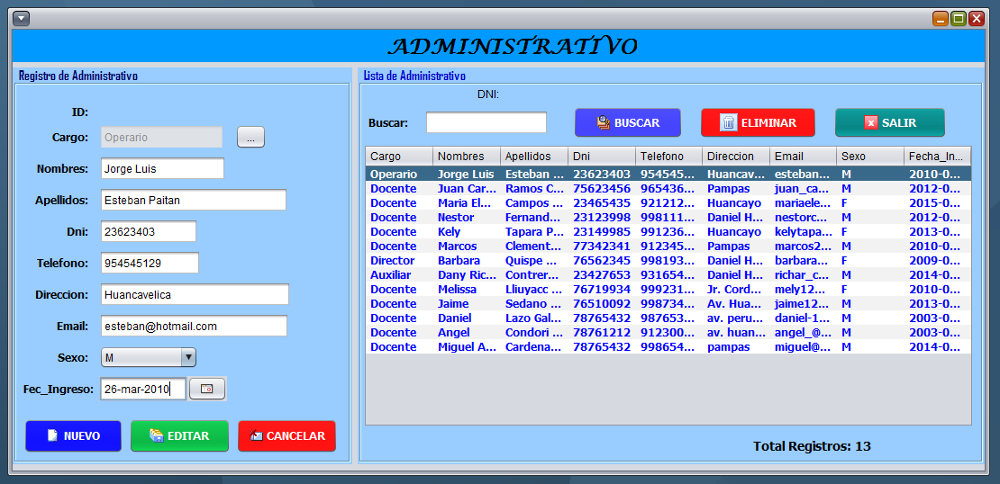 ADMINISTRATIVO
Registro de Administrativo
ID:
Cargo: Operario ...
Nombres: Jorge Luis
Apellidos: Esteban Paitan
Dni: 23623403
Telefono: 954545129
Direccion: Huancavelica
Email: esteban@hotmail.com
Sexo: M
Fec_Ingreso: 26-mar-2010
NUEVO EDITAR CANCELAR
Lista de Administrativo
DNI:
Buscar: BUSCAR ELIMINAR SALIR
Cargo Nombres Apellidos Dni Telefono Direccion Email Sexo Fecha_In...
Operario Jorge Luis Esteban ... 23623403 954545... Huancav... esteban... M 2010-0...
Docente Juan Car... Ramos C... 75623456 965436... Pampas juan_ca... M 2012-0...
Docente Maria El... Campos ... 23465435 921212... Huancayo mariaele... F 2015-0...
Docente Nestor Fernand... 23123998 998111... Daniel H... nestorc... M 2012-0...
Docente Kely Tapara P... 23149985 991236... Huancayo kelytapa... F 2013-0...
Docente Marcos Clement... 77342341 912345... Pampas marcos2... M 2010-0...
Director Barbara Quispe ... 76562345 998193... Daniel H... barbara... F 2009-0...
Auxiliar Dany Ric... Contrer... 23427653 931654... Daniel H... richar_c... M 2014-0...
Docente Melissa Lliuyacc ... 76719934 999231... Jr. Cord... mely12... F 2010-0...
Docente Jaime Sedano ... 76510092 998734... Av. Hua... jaime12... M 2013-0...
Docente Daniel Lazo Gal... 78765432 987653... av. peru... daniel-1... M 2003-0...
Docente Angel Condori ... 78761212 912300... av. huan... angel_@... M 2003-0...
Docente Miguel A... Cardena... 78765432 998654... pampas miguel@... M 2014-0...
Total Registros: 13